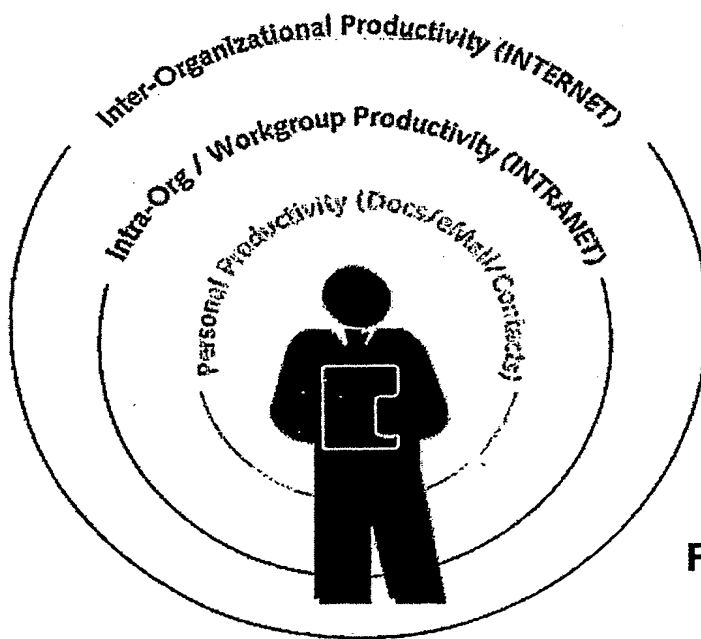 Inter-Organizational Productivity (INTERNET)
Intra-Org / Workgroup Productivity (INTRANET)
Personal Productivity (Docs/eMail/Contacts)
F